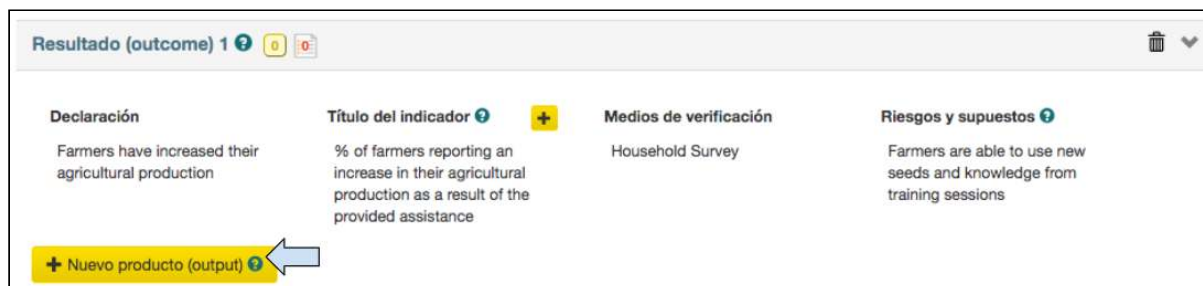 Resultado (outcome) 1 ? 0 0
Declaración
Título del indicador ? +
Medios de verificación
Riesgos y supuestos ?
Farmers have increased their
agricultural production
% of farmers reporting an
increase in their agricultural
production as a result of the
provided assistance
Household Survey
Farmers are able to use new
seeds and knowledge from
training sessions
+ Nuevo producto (output) ?